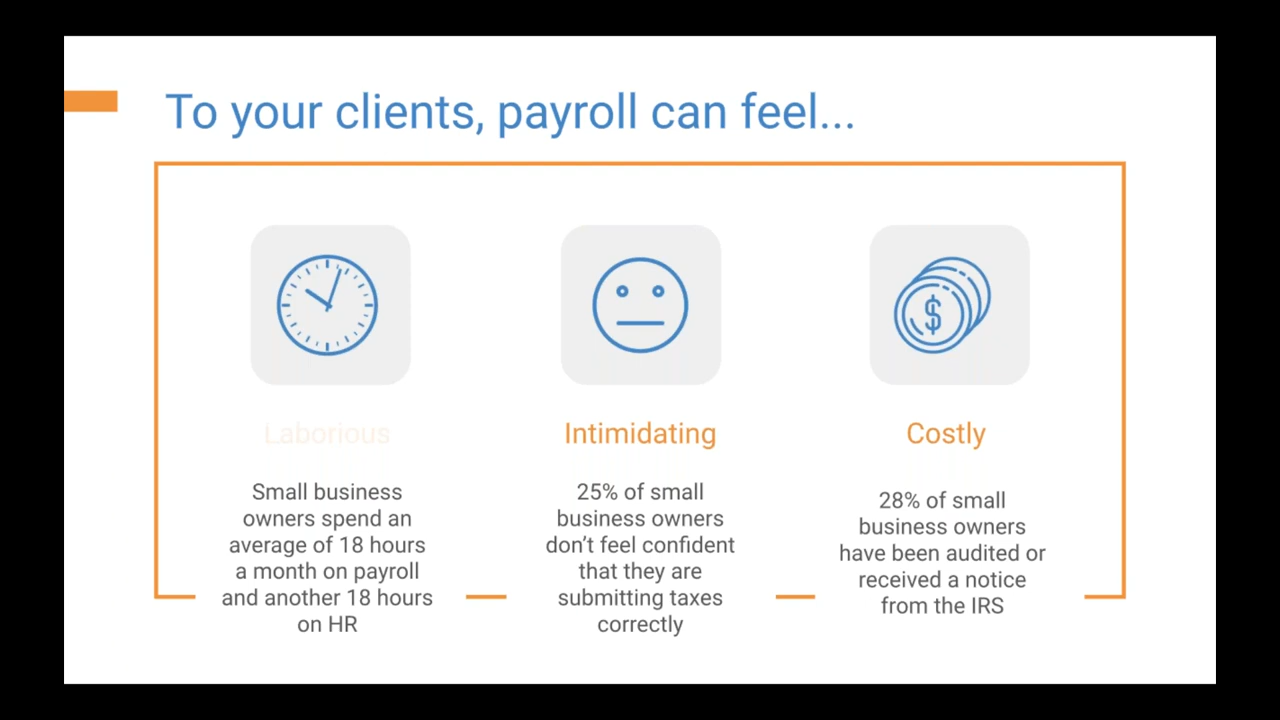 To your clients, payroll can feel...
Laborious
Small business
owners spend an
average of 18 hours
a month on payroll
and another 18 hours
on HR
Intimidating
25% of small
business owners
don’t feel confident
that they are
submitting taxes
correctly
Costly
28% of small
business owners
have been audited or
received a notice
from the IRS